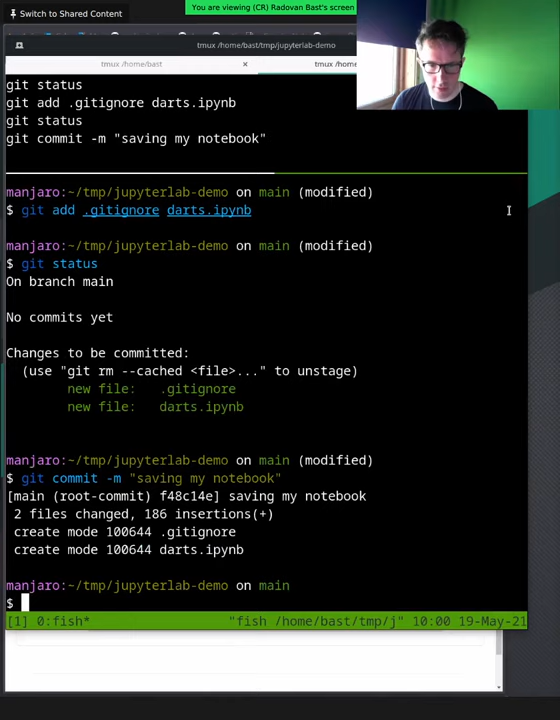 Switch to Shared Content
You are viewing (CR) Radovan Bast's screen
tmux /home/bast/tmp/jupyterlab-demo
tmux /home/bast × tmux /hom
git status
git add .gitignore darts.ipynb
git status
git commit -m "saving my notebook"
manjaro:~/tmp/jupyterlab-demo on main (modified)
$ git add .gitignore darts.ipynb
manjaro:~/tmp/jupyterlab-demo on main (modified)
$ git status
On branch main
No commits yet
Changes to be committed:
(use "git rm --cached <file>..." to unstage)
new file: .gitignore
new file: darts.ipynb
manjaro:~/tmp/jupyterlab-demo on main (modified)
$ git commit -m "saving my notebook"
[main (root-commit) f48c14e] saving my notebook
2 files changed, 186 insertions(+)
create mode 100644 .gitignore
create mode 100644 darts.ipynb
manjaro:~/tmp/jupyterlab-demo on main
$
[1] 0:fish* "fish /home/bast/tmp/j" 10:00 19-May-21